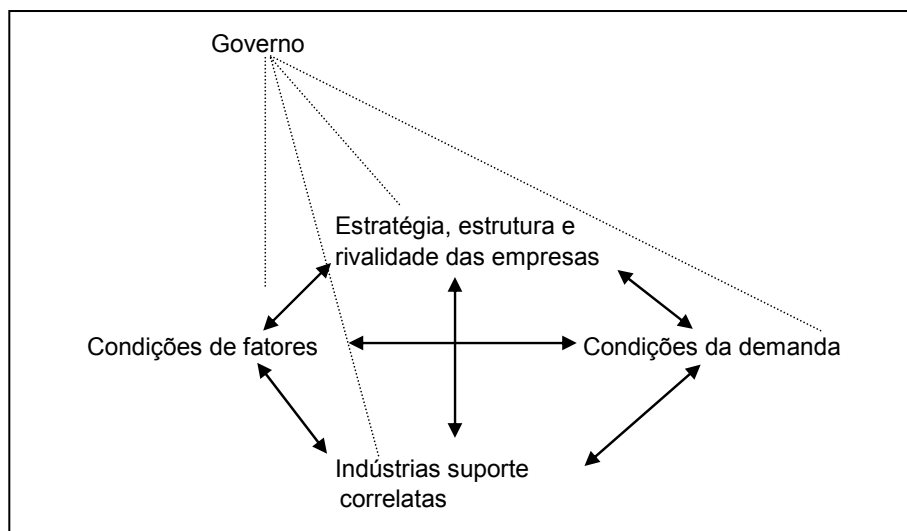 Governo
Estratégia, estrutura e
rivalidade das empresas
Condições de fatores
Condições da demanda
Indústrias suporte
correlatas